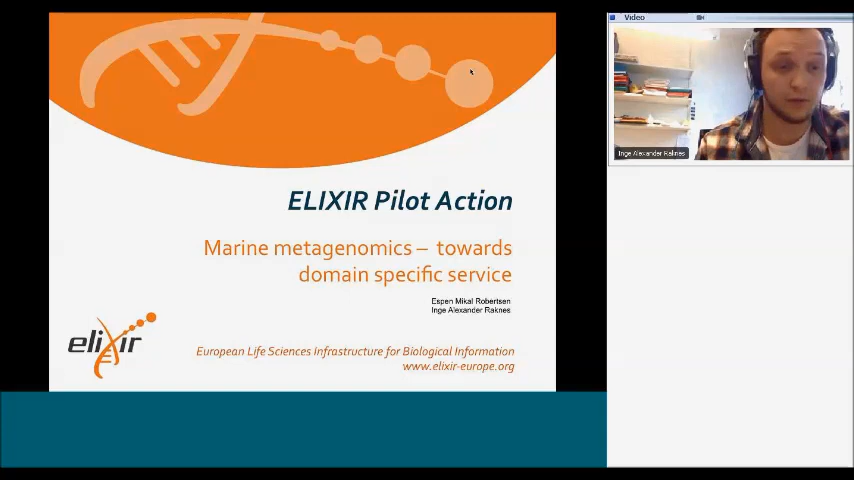 Video
Inge Alexander Raknes
ELIXIR Pilot Action
Marine metagenomics – towards
domain specific service
Espen Mikal Robertsen
Inge Alexander Raknes
elixir
European Life Sciences Infrastructure for Biological Information
www.elixir-europe.org